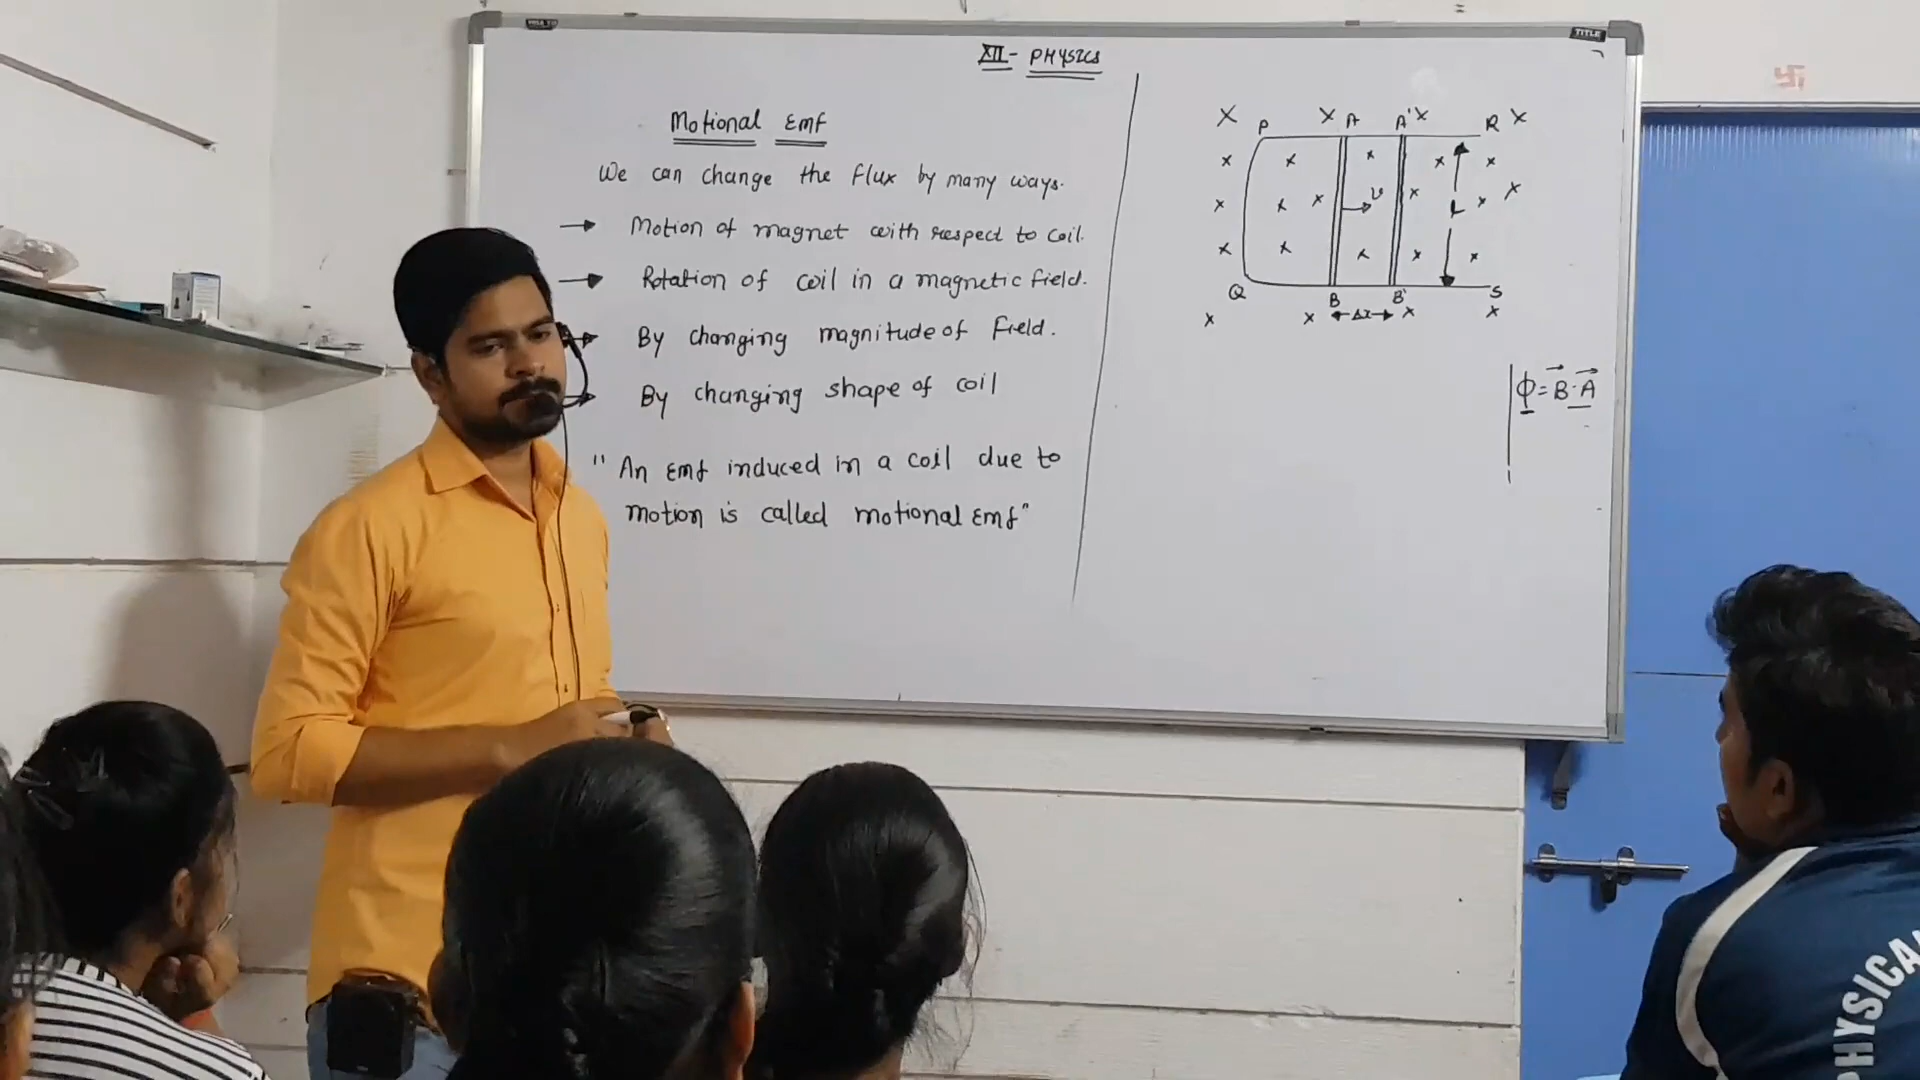 XII - PHYSICS
TITLE
Motional Emf
We can change the flux by many ways.
→ Motion of magnet with respect to coil.
→ Rotation of coil in a magnetic field.
→ By changing magnitude of Field.
→ By changing shape of coil
" An Emf induced in a coil due to
motion is called motional Emf"
x P x A A' x R x
x x x x x
x x x v x L x x
x x x x x
Q B B' S
x x Δx x x
ϕ = B⃗ · A⃗
PHYSICA